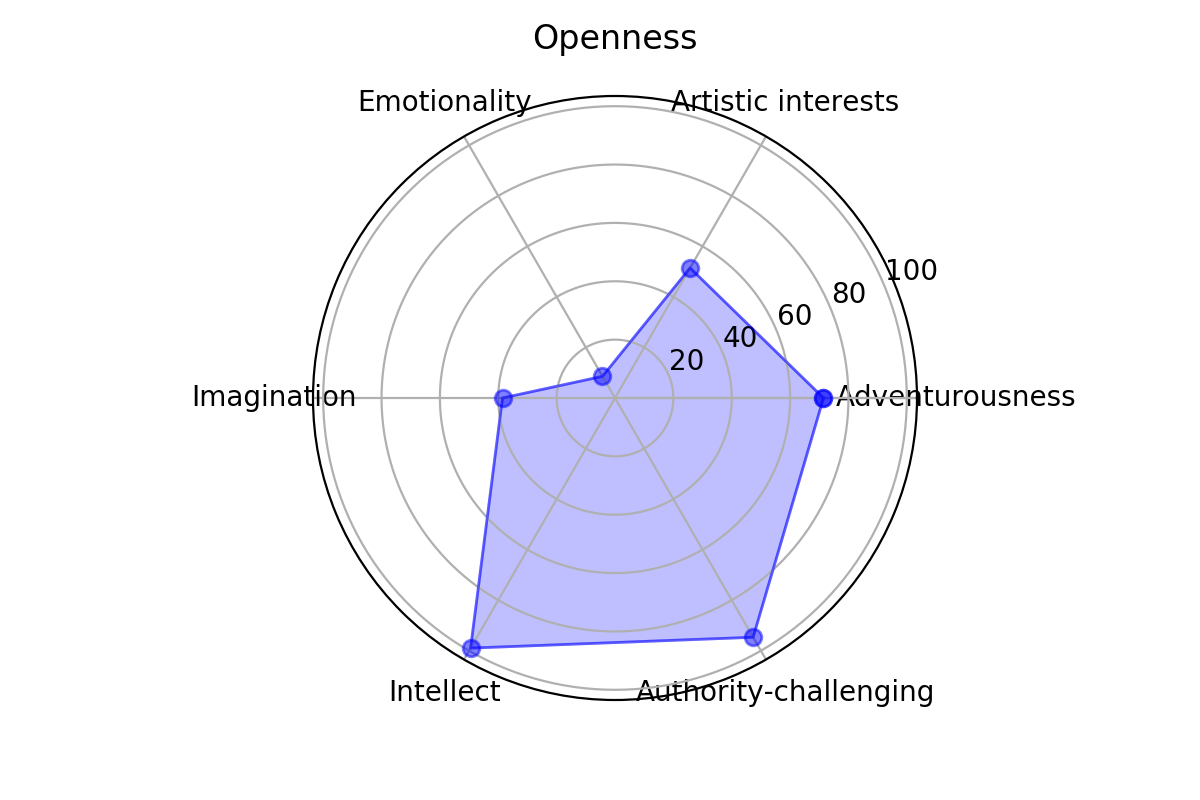 Openness
Emotionality
Artistic interests
100
80
60
40
20
Imagination
Adventurousness
Intellect
Authority-challenging